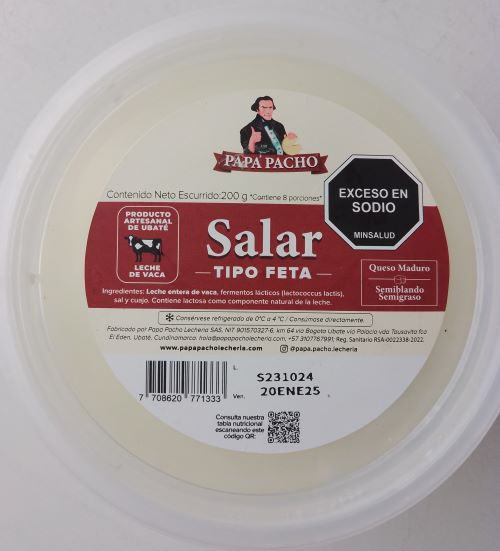 PAPA PACHO
Contenido Neto Escurrido:200 g *Contiene 8 porciones*
EXCESO EN
SODIO
MINSALUD
PRODUCTO
ARTESANAL
DE UBATÉ
LECHE
DE VACA
Salar
TIPO FETA
Queso Maduro
Semiblando
Semigraso
Ingredientes: Leche entera de vaca, fermentos lácticos (lactococcus lactis),
sal y cuajo. Contiene lactosa como componente natural de la leche.
Consérvese refrigerado de 0°C a 4°C / Consúmase directamente.
Fabricado por Papa Pacho Lechería SAS, NIT 901570327-6, km 64 vía Bogota Ubate vio Palacio vda Tausavita fca
El Eden, Ubaté, Cundinamarca. hola@papapacholecheria.com, +57 3107767991; Reg. Sanitario RSA-0022338-2022.
www.papapacholecheria.com papa.pacho.lecheria
L. S231024
Ven. 20ENE25
7 708620 771333
Consulta nuestra
tabla nutricional
escaneando este
código QR: